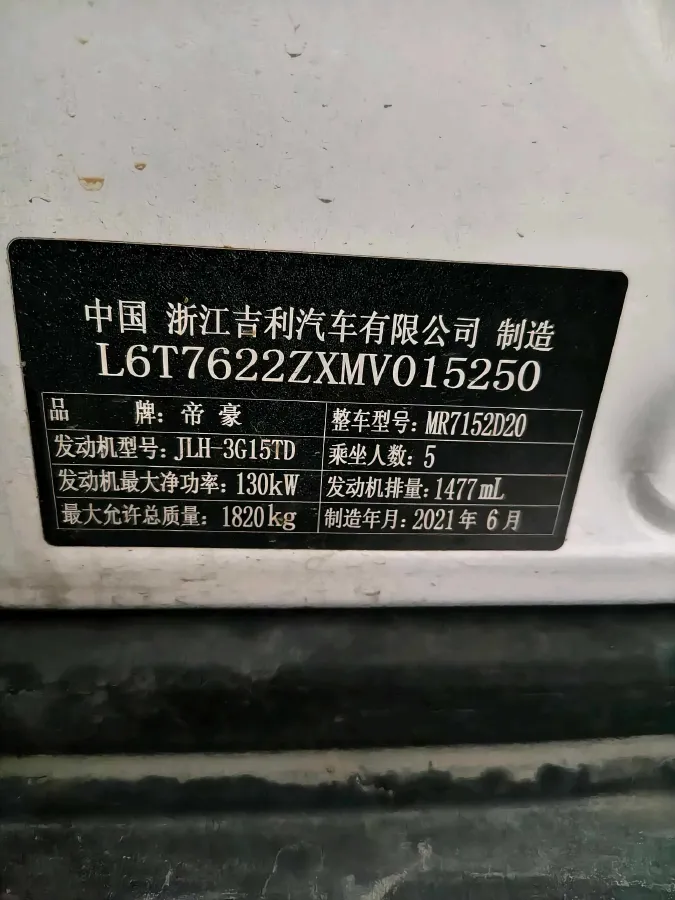 中国 浙江吉利汽车有限公司 制造
L6T7622ZXMV015250
品 牌: 帝豪 整车型号: MR7152D20
发动机型号: JLH-3G15TD 乘坐人数: 5
发动机最大净功率: 130kW 发动机排量: 1477mL
最大允许总质量: 1820kg 制造年月: 2021年6月